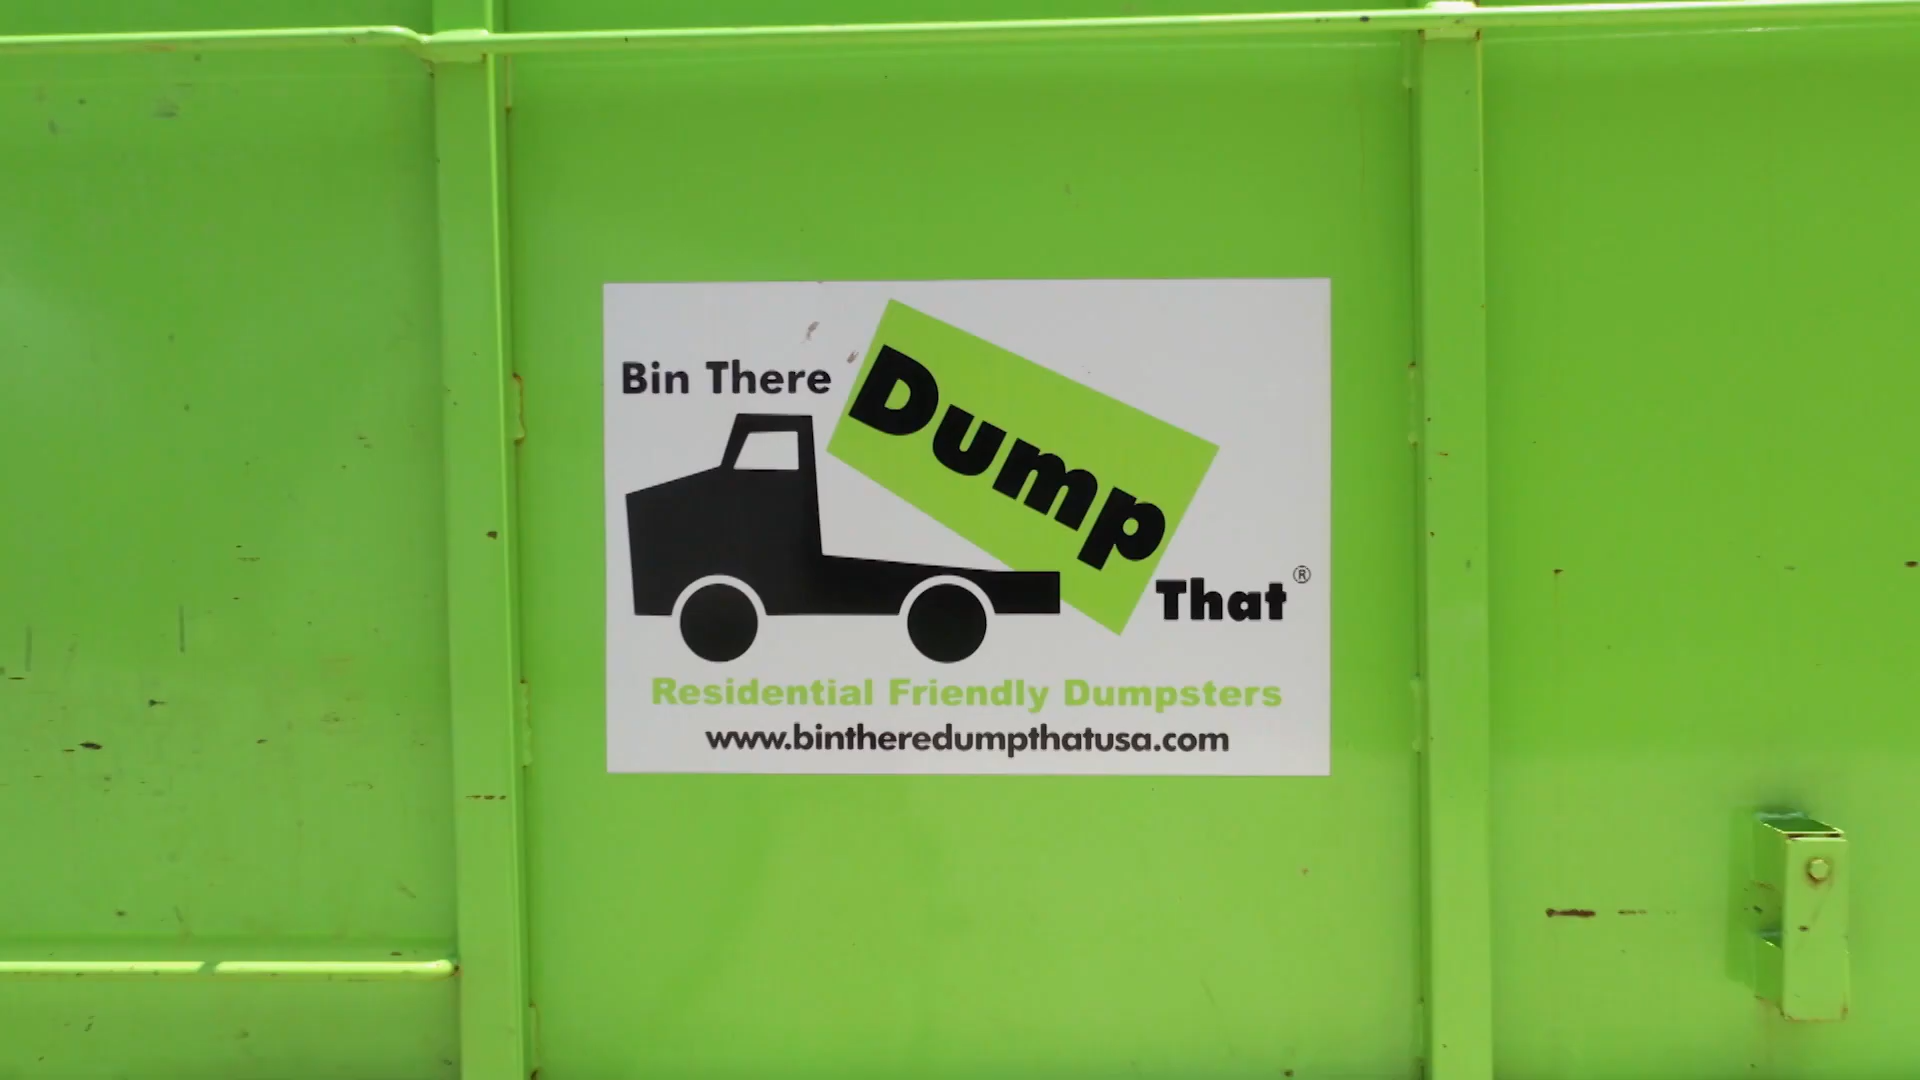 Bin There
Dump
That®
Residential Friendly Dumpsters
www.bintheredumpthatusa.com